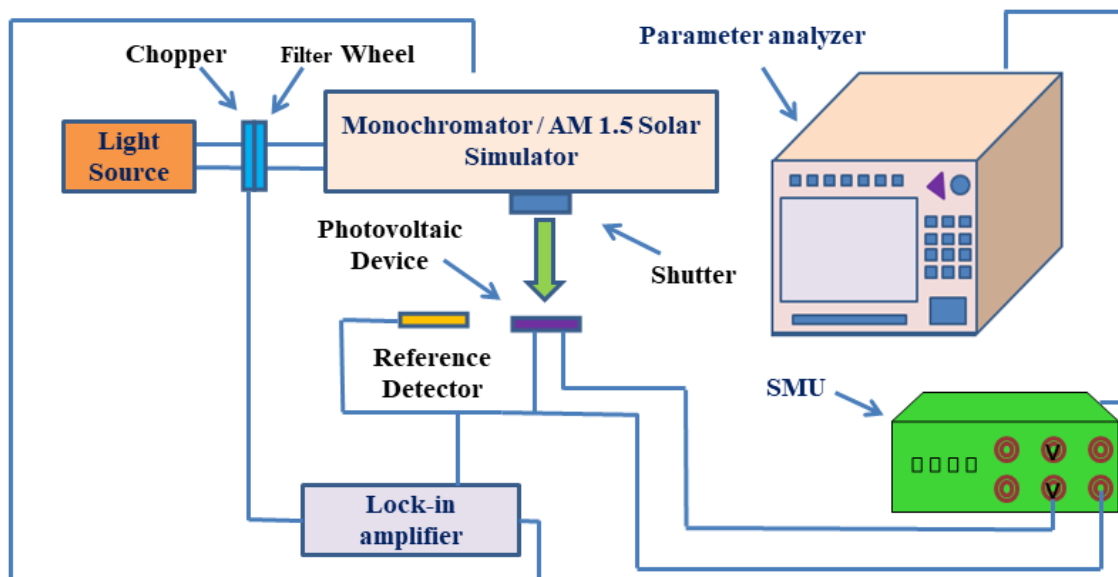 Parameter analyzer
Chopper
Filter Wheel
Light
Source
Monochromator / AM 1.5 Solar
Simulator
Photovoltaic
Device
Shutter
Reference
Detector
SMU
V
V
Lock-in
amplifier